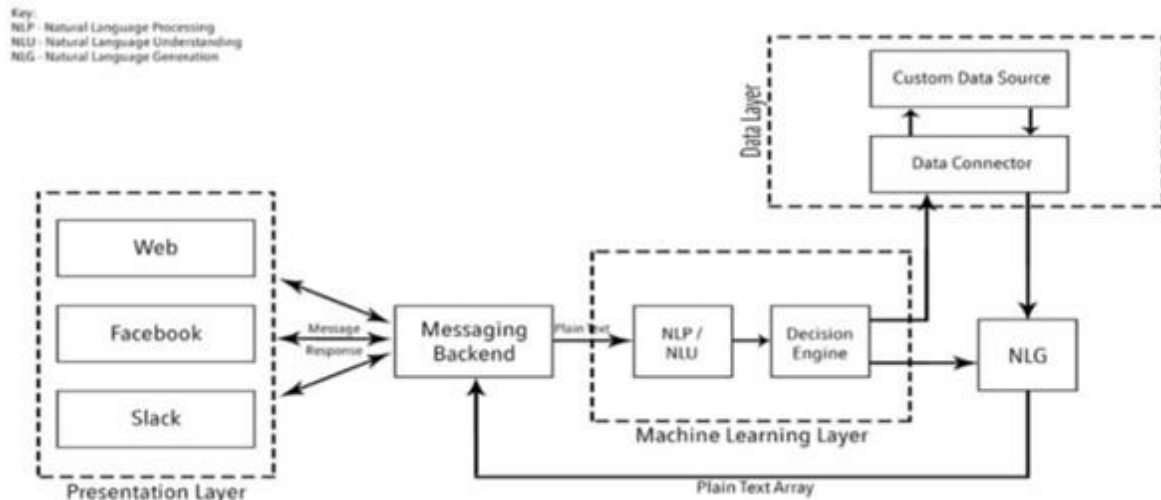 Key:
NLP - Natural Language Processing
NLU - Natural Language Understanding
NLG - Natural Language Generation
Custom Data Source
Data Layer
Data Connector
Web
Facebook
Slack
Presentation Layer
Message
Response
Messaging
Backend
Plain Text
NLP /
NLU
Decision
Engine
Machine Learning Layer
NLG
Plain Text Array